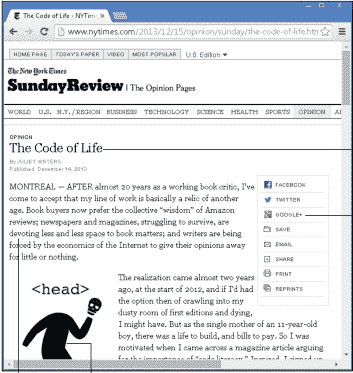 The Code of Life - NYTim
www.nytimes.com/2013/12/15/opinion/sunday/the-code-of-life.htm
HOME PAGE TODAY'S PAPER VIDEO MOST POPULAR U.S. Edition
The New York Times
SundayReview | The Opinion Pages
WORLD U.S. N.Y. / REGION BUSINESS TECHNOLOGY SCIENCE HEALTH SPORTS OPINION
OPINION
The Code of Life
By JULIET WATERS
Published: December 14, 2013
MONTREAL — AFTER almost 20 years as a working book critic, I've
come to accept that my line of work is basically a relic of another
age. Book buyers now prefer the collective “wisdom” of Amazon
reviews; newspapers and magazines, struggling to survive, are
devoting less and less space to book matters; and writers are being
forced by the economics of the Internet to give their opinions away
for little or nothing.
FACEBOOK
TWITTER
GOOGLE+
SAVE
EMAIL
SHARE
PRINT
REPRINTS
<head>
The realization came almost two years
ago, at the start of 2012, and if I'd had
the option then of crawling into my
dusty room of first editions and dying,
I might have. But as the single mother of an 11-year-old
boy, there was a life to build, and bills to pay. So I was
motivated when I came across a magazine article arguing
for the importance of “code literacy.” Inspired, I signed up